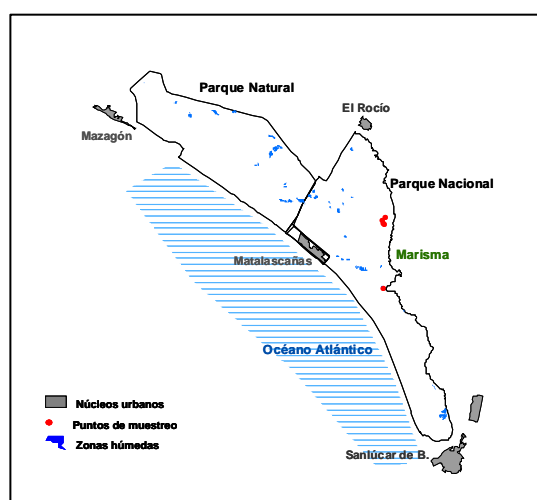 Parque Natural
El Rocío
Mazagón
Parque Nacional
Marisma
Matalascañas
Océano Atlántico
Núcleos urbanos
Puntos de muestreo
Zonas húmedas
Sanlúcar de B.